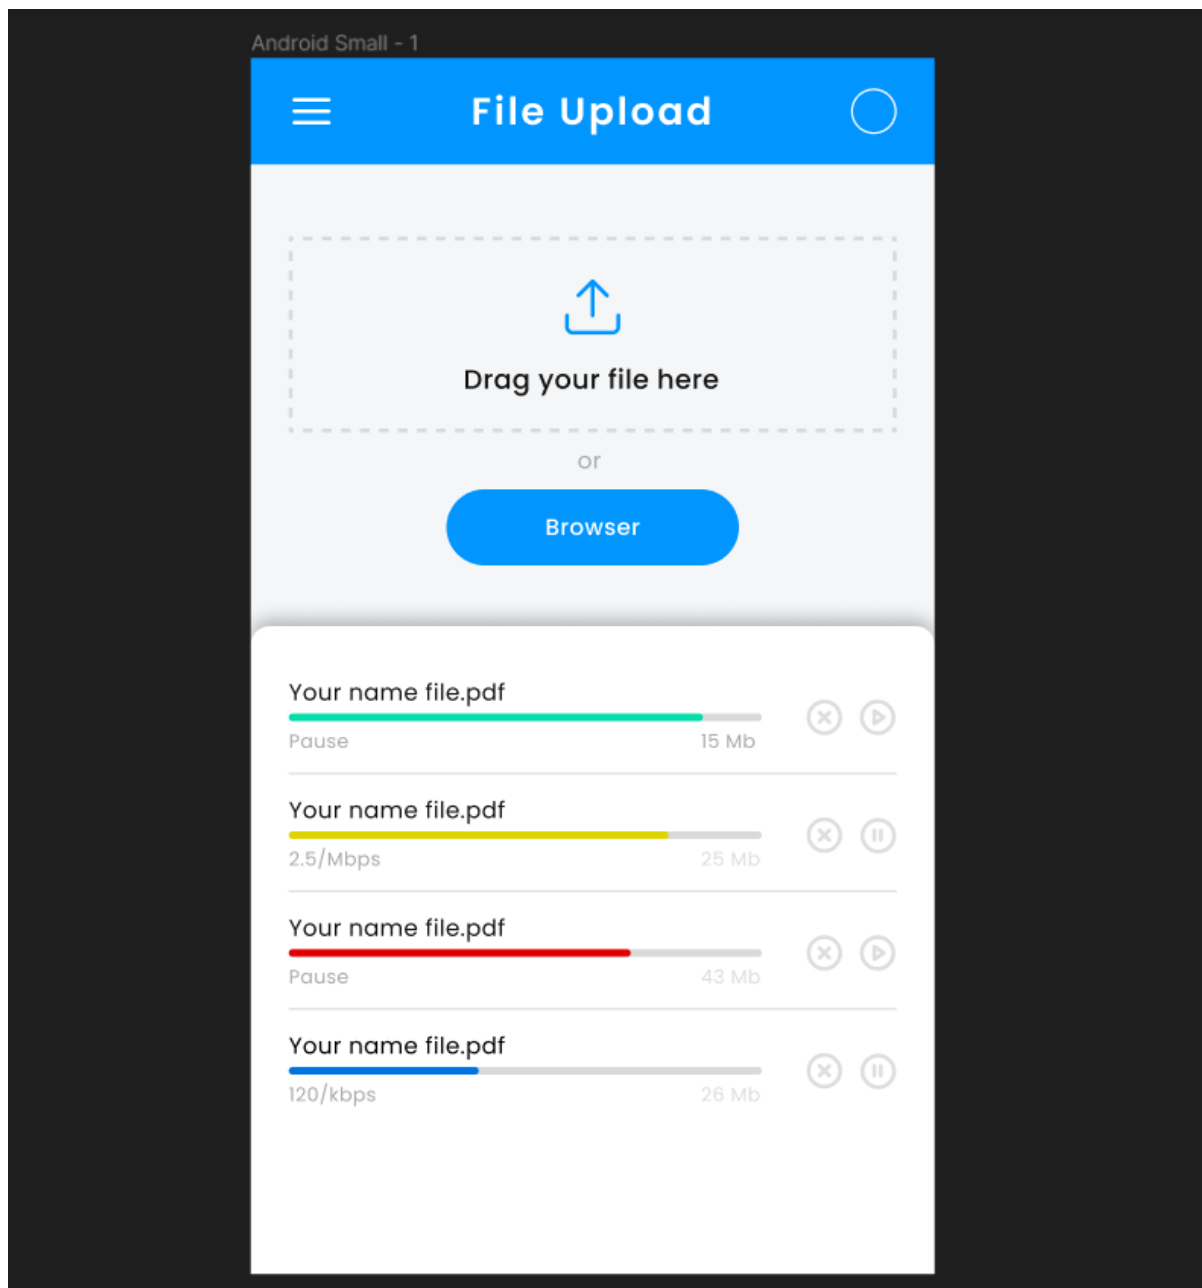 Android Small - 1
File Upload
Drag your file here
or
Browser
Your name file.pdf
Pause 15 Mb
Your name file.pdf
2.5/Mbps 25 Mb
Your name file.pdf
Pause 43 Mb
Your name file.pdf
120/kbps 26 Mb